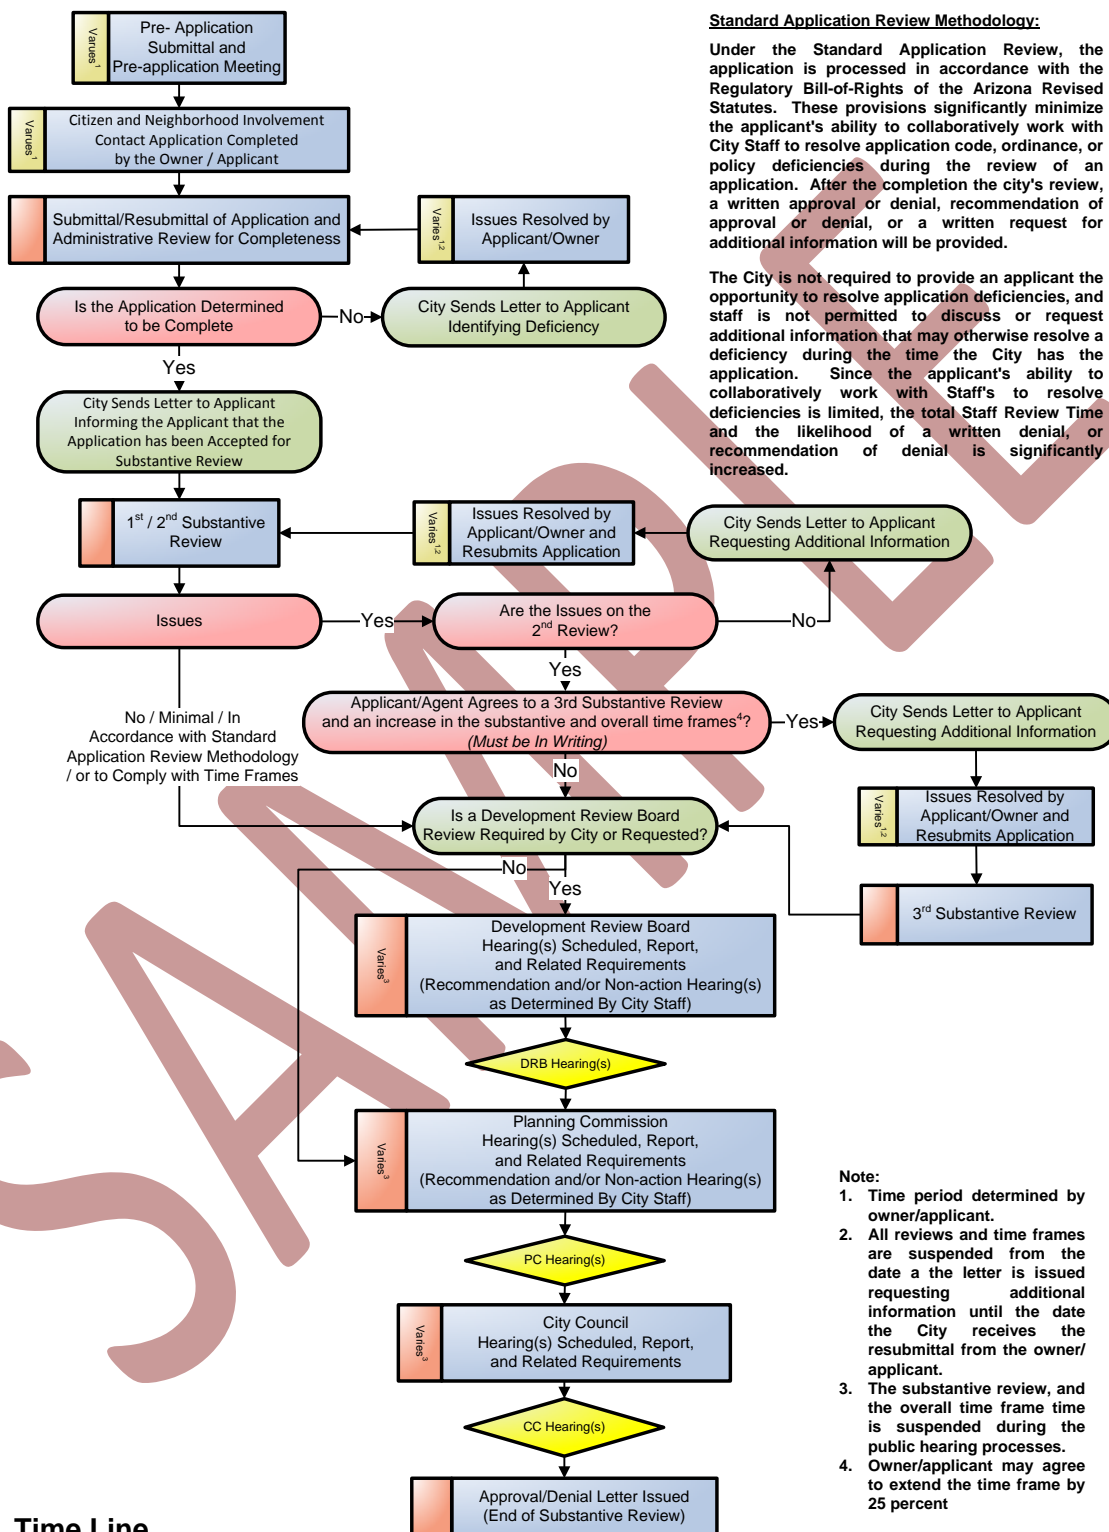 Pre- Application
Submittal and
Pre-application Meeting
Varues¹
Citizen and Neighborhood Involvement
Contact Application Completed
by the Owner / Applicant
Varues¹
Submittal/Resubmittal of Application and
Administrative Review for Completeness
Issues Resolved by
Applicant/Owner
Varies¹,²
Is the Application Determined
to be Complete
No
City Sends Letter to Applicant
Identifying Deficiency
Yes
City Sends Letter to Applicant
Informing the Applicant that the
Application has been Accepted for
Substantive Review
1st / 2nd Substantive
Review
Varies¹,²
Issues Resolved by
Applicant/Owner and
Resubmits Application
City Sends Letter to Applicant
Requesting Additional Information
Issues
Yes
Are the Issues on the
2nd Review?
No
Yes
No / Minimal / In
Accordance with Standard
Application Review Methodology
/ or to Comply with Time Frames
Applicant/Agent Agrees to a 3rd Substantive Review
and an increase in the substantive and overall time frames⁴?
(Must be In Writing)
Yes
City Sends Letter to Applicant
Requesting Additional Information
No
Varies¹,²
Issues Resolved by
Applicant/Owner and
Resubmits Application
Is a Development Review Board
Review Required by City or Requested?
3rd Substantive Review
No
Yes
Varies³
Development Review Board
Hearing(s) Scheduled, Report,
and Related Requirements
(Recommendation and/or Non-action Hearing(s)
as Determined By City Staff)
DRB Hearing(s)
Varies³
Planning Commission
Hearing(s) Scheduled, Report,
and Related Requirements
(Recommendation and/or Non-action Hearing(s)
as Determined By City Staff)
PC Hearing(s)
Varies³
City Council
Hearing(s) Scheduled, Report,
and Related Requirements
CC Hearing(s)
Approval/Denial Letter Issued
(End of Substantive Review)
Time Line
Standard Application Review Methodology:
Under the Standard Application Review, the
application is processed in accordance with the
Regulatory Bill-of-Rights of the Arizona Revised
Statutes. These provisions significantly minimize
the applicant's ability to collaboratively work with
City Staff to resolve application code, ordinance, or
policy deficiencies during the review of an
application. After the completion the city's review,
a written approval or denial, recommendation of
approval or denial, or a written request for
additional information will be provided.
The City is not required to provide an applicant the
opportunity to resolve application deficiencies, and
staff is not permitted to discuss or request
additional information that may otherwise resolve a
deficiency during the time the City has the
application. Since the applicant's ability to
collaboratively work with Staff's to resolve
deficiencies is limited, the total Staff Review Time
and the likelihood of a written denial, or
recommendation of denial is significantly
increased.
Note:
1. Time period determined by
owner/applicant.
2. All reviews and time frames
are suspended from the
date a the letter is issued
requesting additional
information until the date
the City receives the
resubmittal from the owner/
applicant.
3. The substantive review, and
the overall time frame time
is suspended during the
public hearing processes.
4. Owner/applicant may agree
to extend the time frame by
25 percent
SAMPLE